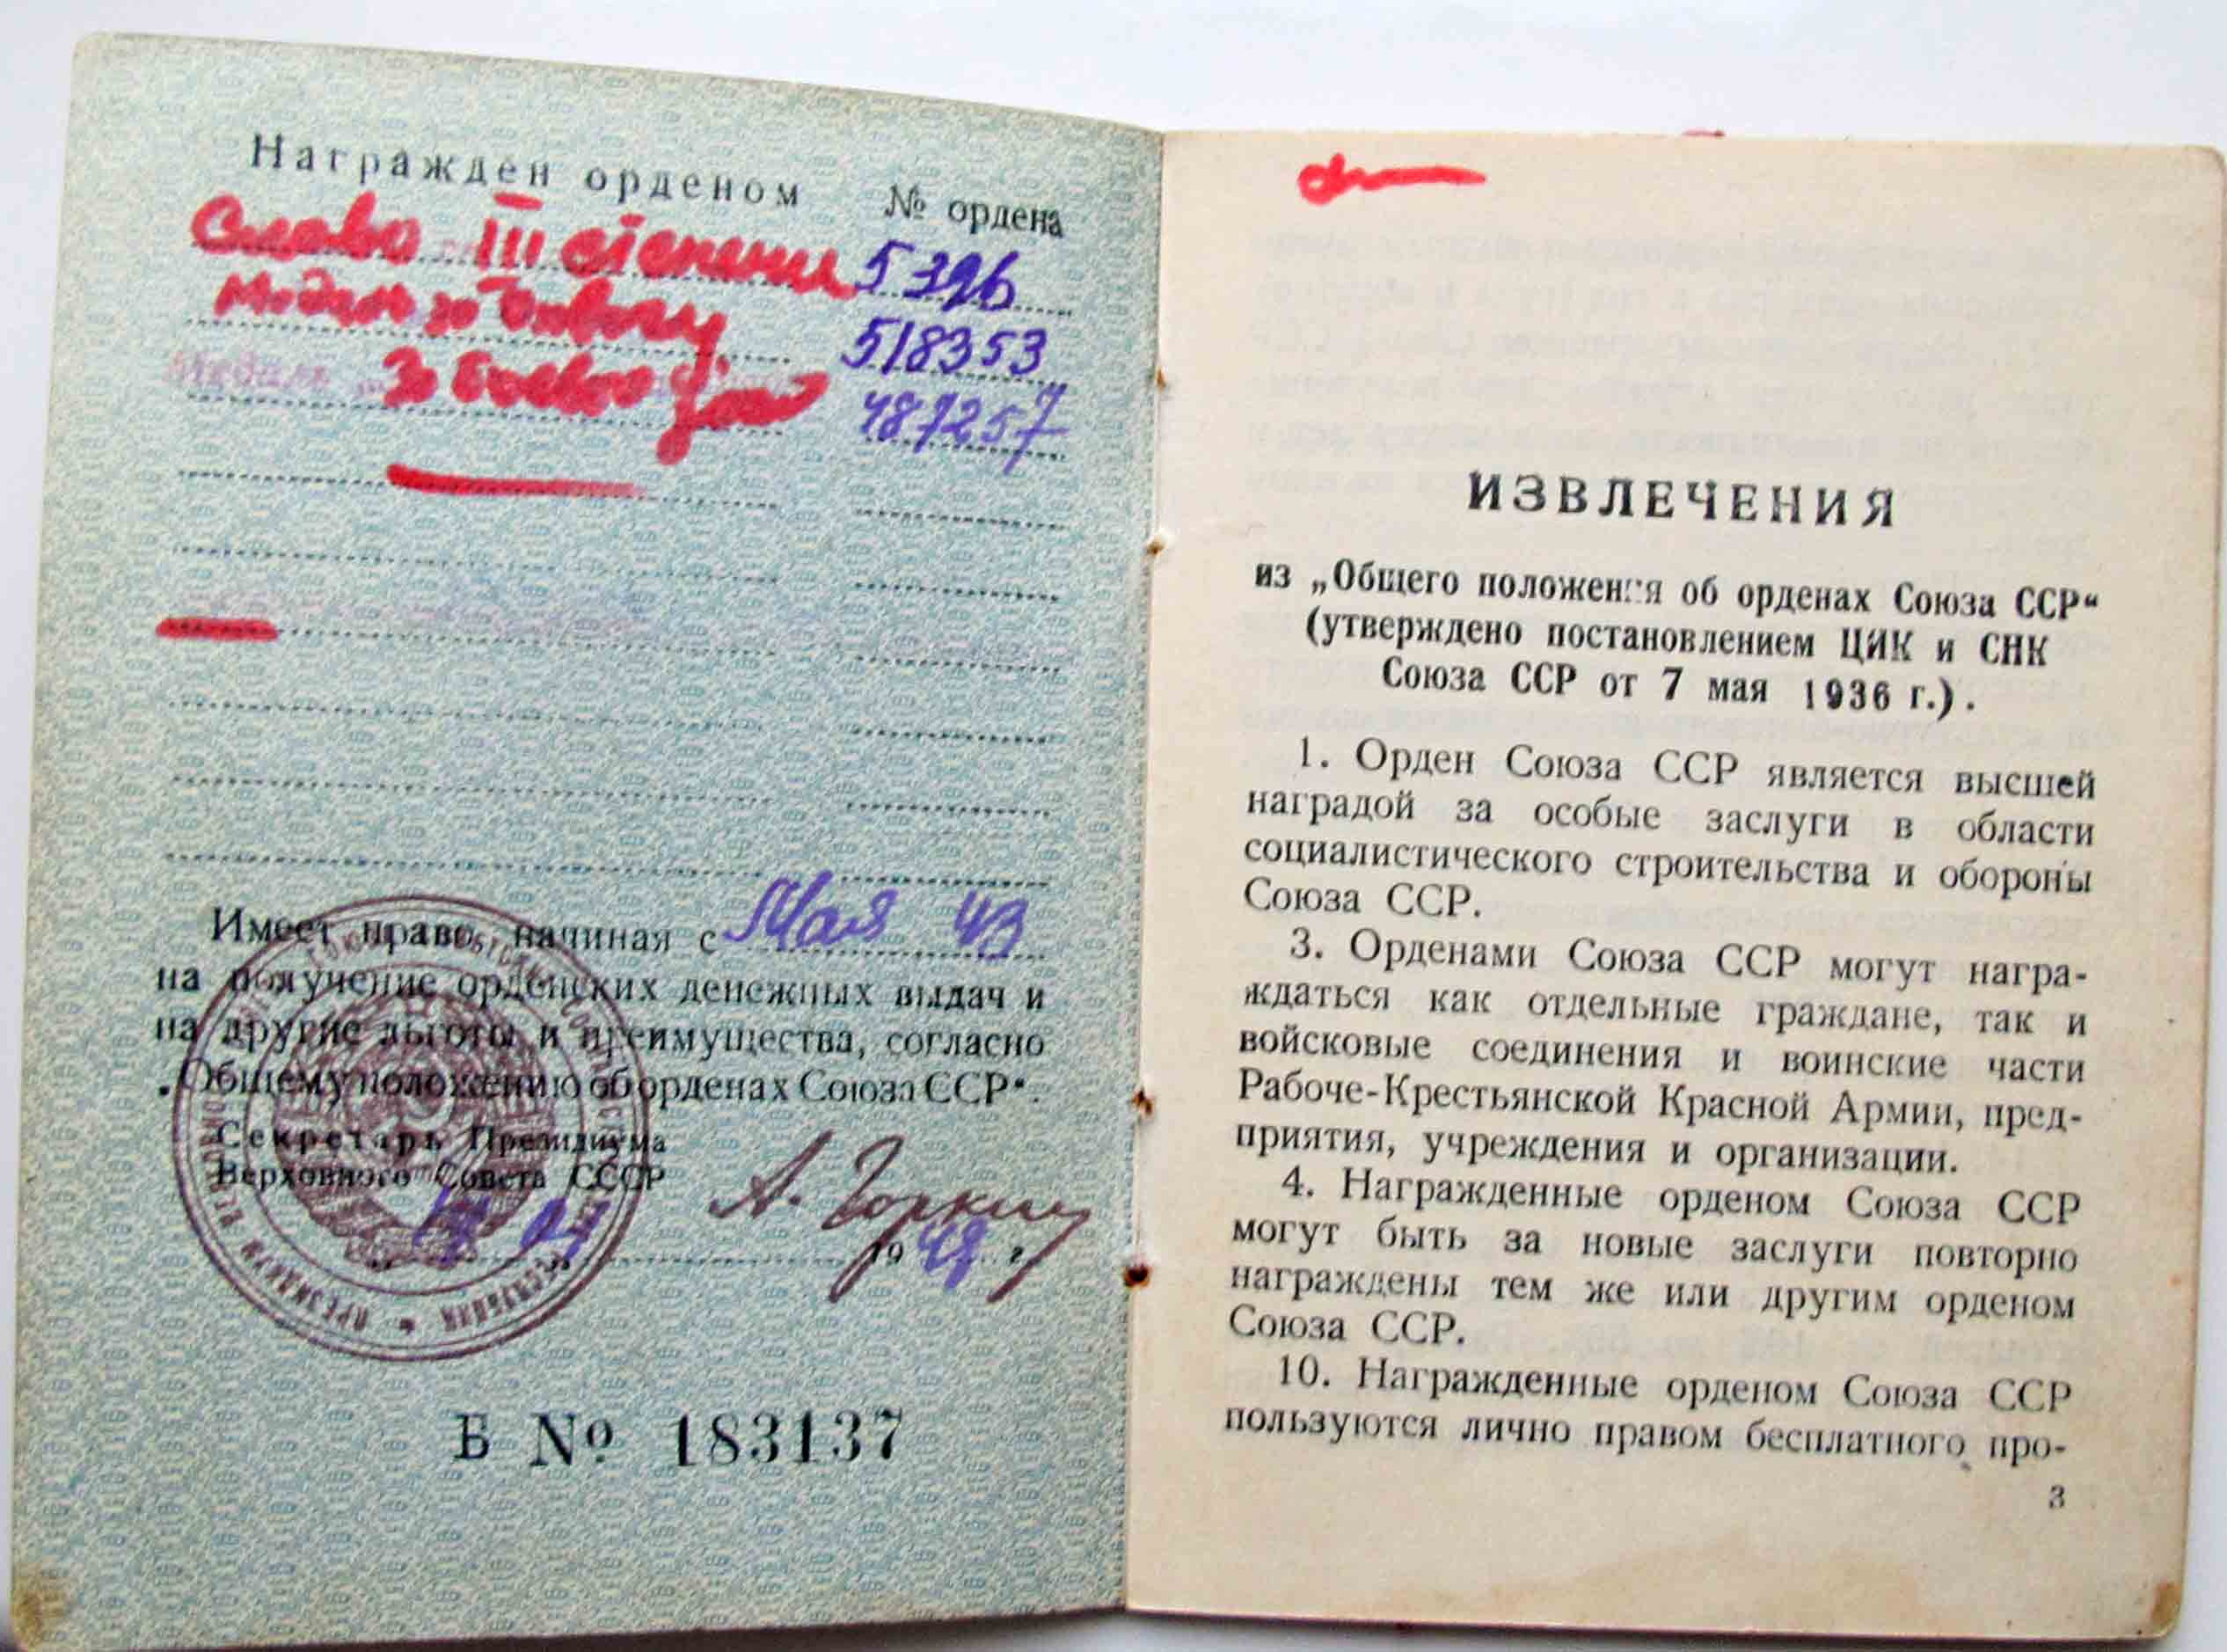 Награжден орденом № ордена
Слава III степени 5396
Медаль за Отвагу 518353
Медаль За боевые 487257
Имеет право, начиная с Мая 43
на получение орденских денежных выдач и
на другие льготы и преимущества, согласно
„Общему положению об орденах Союза ССР“.
Секретарь Президиума
Верховного Совета СССР
А. Горкин
1948 г.
Б № 183137
ИЗВЛЕЧЕНИЯ
из „Общего положения об орденах Союза ССР“
(утверждено постановлением ЦИК и СНК
Союза ССР от 7 мая 1936 г.).
1. Орден Союза ССР является высшей
наградой за особые заслуги в области
социалистического строительства и обороны
Союза ССР.
3. Орденами Союза ССР могут награ-
ждаться как отдельные граждане, так и
войсковые соединения и воинские части
Рабоче-Крестьянской Красной Армии, пред-
приятия, учреждения и организации.
4. Награжденные орденом Союза ССР
могут быть за новые заслуги повторно
награждены тем же или другим орденом
Союза ССР.
10. Награжденные орденом Союза ССР
пользуются лично правом бесплатного про-
3